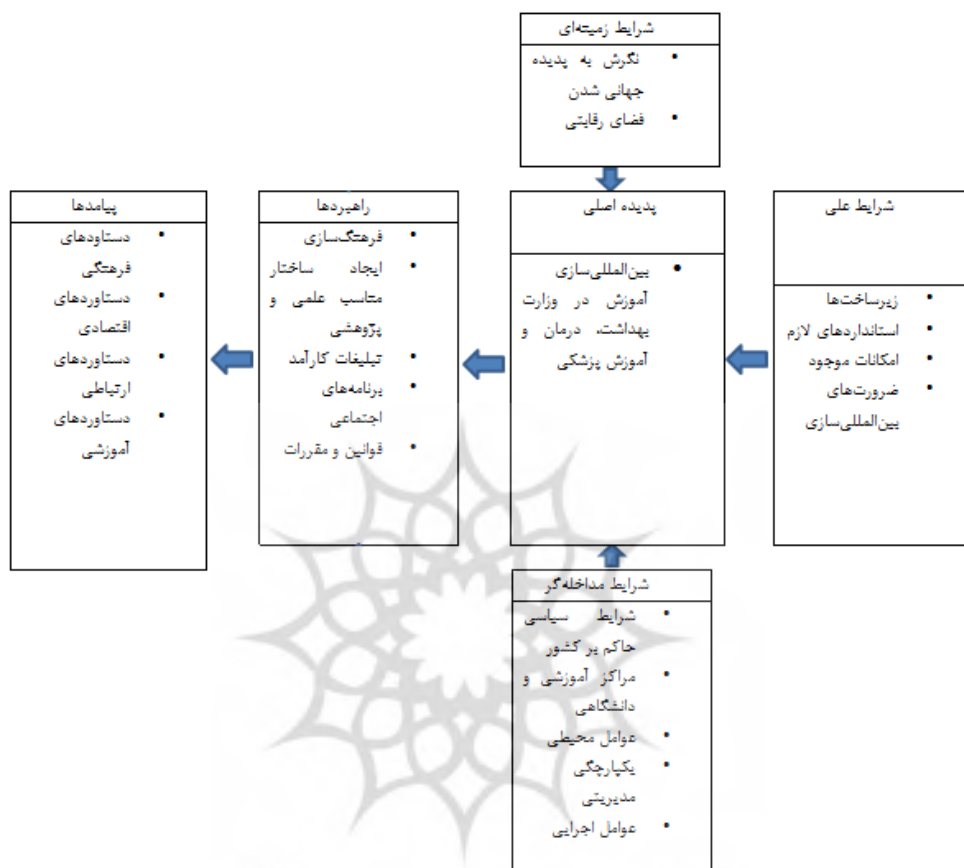 شرایط زمینه‌ای
نگرش به پدیده
جهانی شدن
فضای رقابتی
شرایط علی
زیرساخت‌ها
استانداردهای لازم
امکانات موجود
ضرورت‌های
بین‌المللی‌سازی
پدیده اصلی
بین‌المللی‌سازی
آموزش در وزارت
بهداشت، درمان و
آموزش پزشکی
راهبردها
فرهنگ‌سازی
ایجاد ساختار
مناسب علمی و
پژوهشی
تبلیغات کارآمد
برنامه‌های
اجتماعی
قوانین و مقررات
پیامدها
دستاودهای
فرهنگی
دستاوردهای
اقتصادی
دستاوردهای
ارتباطی
دستاوردهای
آموزشی
شرایط مداخله‌گر
شرایط سیاسی
حاکم بر کشور
مراکز آموزشی و
دانشگاهی
عوامل محیطی
یکپارچگی
مدیریتی
عوامل اجرایی